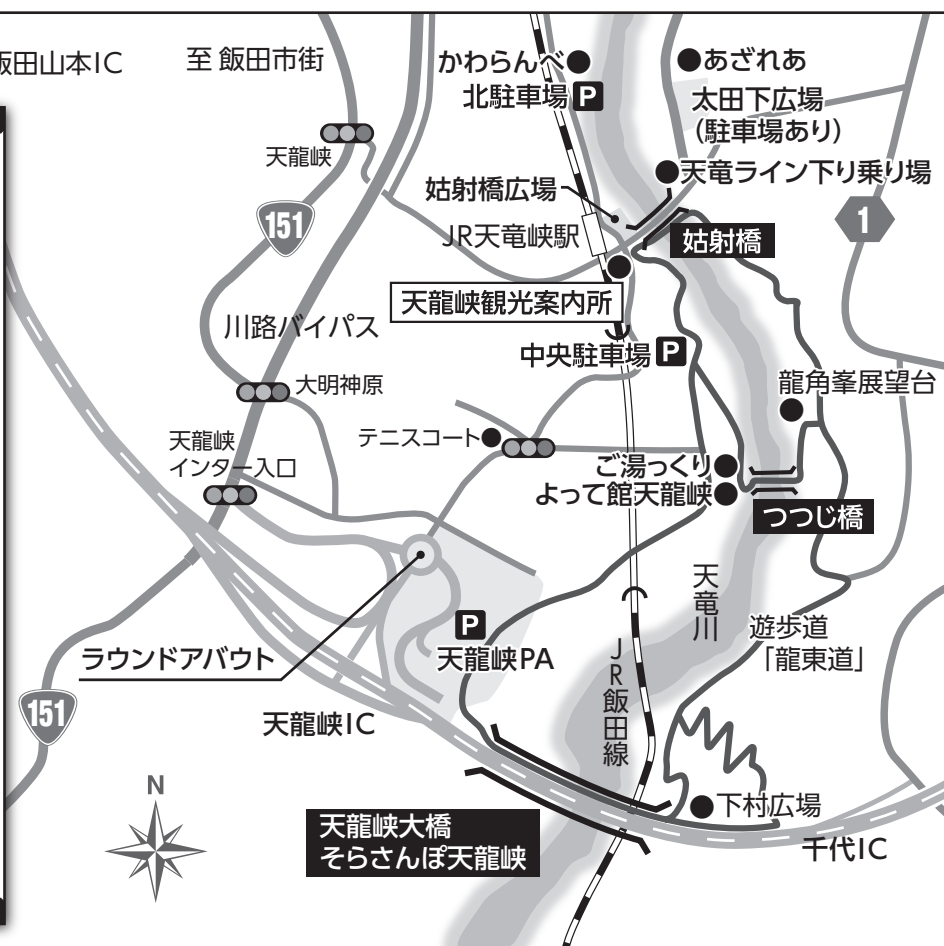 飯田山本IC
至 飯田市街
かわらんべ
北駐車場 P
あざれあ
太田下広場
(駐車場あり)
天竜ライン下り乗り場
天龍峡
151
姑射橋広場
JR天竜峡駅
姑射橋
1
天龍峡観光案内所
川路バイパス
中央駐車場 P
大明神原
龍角峯展望台
天龍峡
インター入口
テニスコート
ご湯っくり
よって館天龍峡
つつじ橋
天竜川
遊歩道
「龍東道」
P
天龍峡PA
ラウンドアバウト
JR飯田線
151
天龍峡IC
N
下村広場
天龍峡大橋
そらさんぽ天龍峡
千代IC